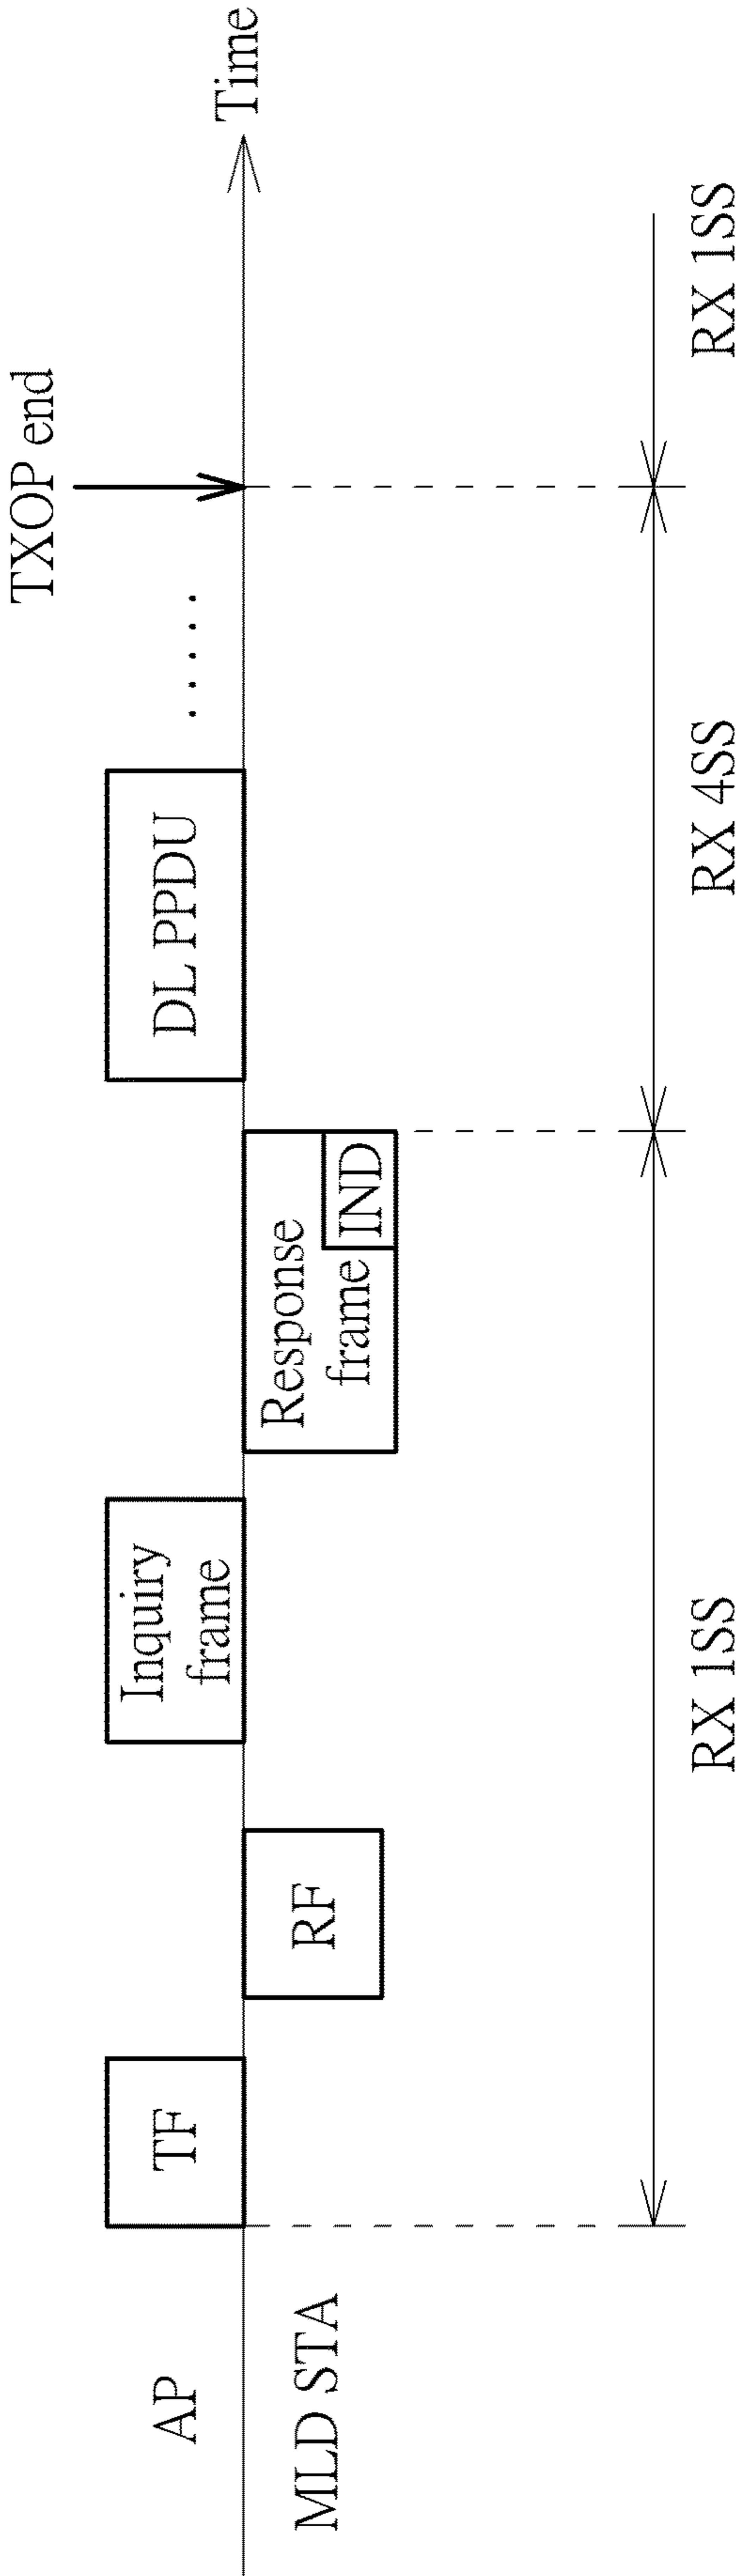 TXOP end
AP
TF
Inquiry
frame
DL PPDU
.....
Time
MLD STA
RF
Response
frame
IND
RX 1SS
RX 4SS
RX 1SS